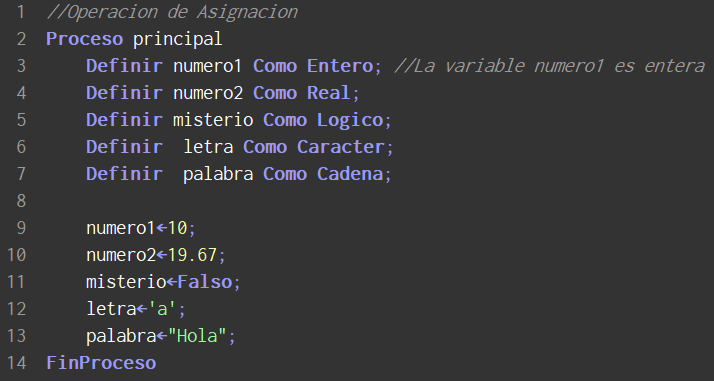 1 //Operacion de Asignacion
2 Proceso principal
3 Definir numero1 Como Entero; //La variable numero1 es entera
4 Definir numero2 Como Real;
5 Definir misterio Como Logico;
6 Definir  letra Como Caracter;
7 Definir  palabra Como Cadena;
8
9 numero1←10;
10 numero2←19.67;
11 misterio←Falso;
12 letra←'a';
13 palabra←"Hola";
14 FinProceso